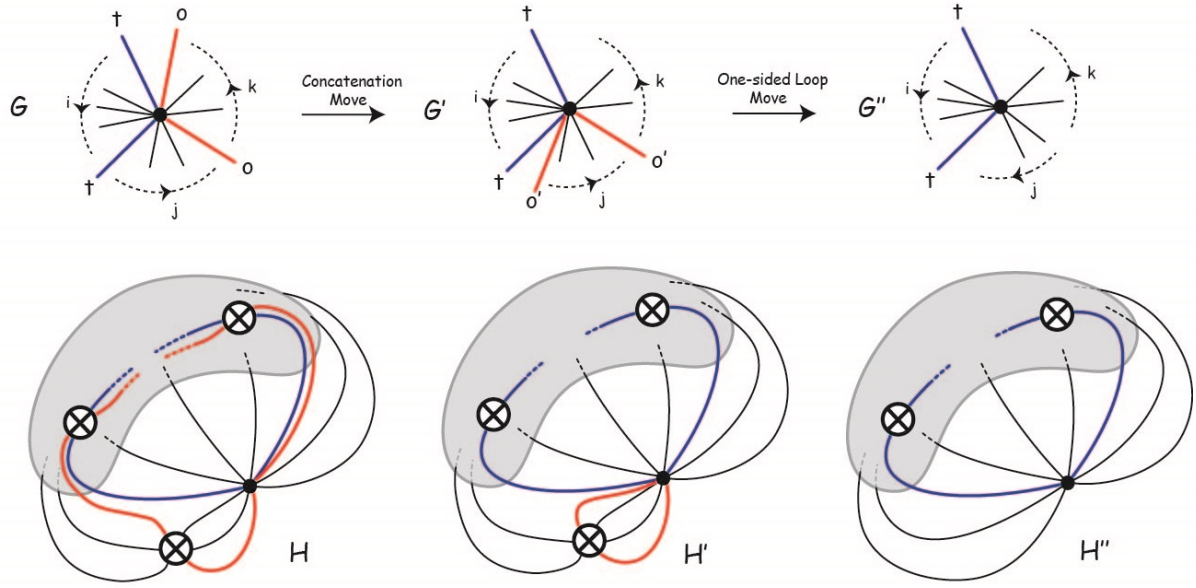 t o t t
i k i k i k
G Concatenation Move G' One-sided Loop Move G''
t o t o' t
j o' j j
H H' H''